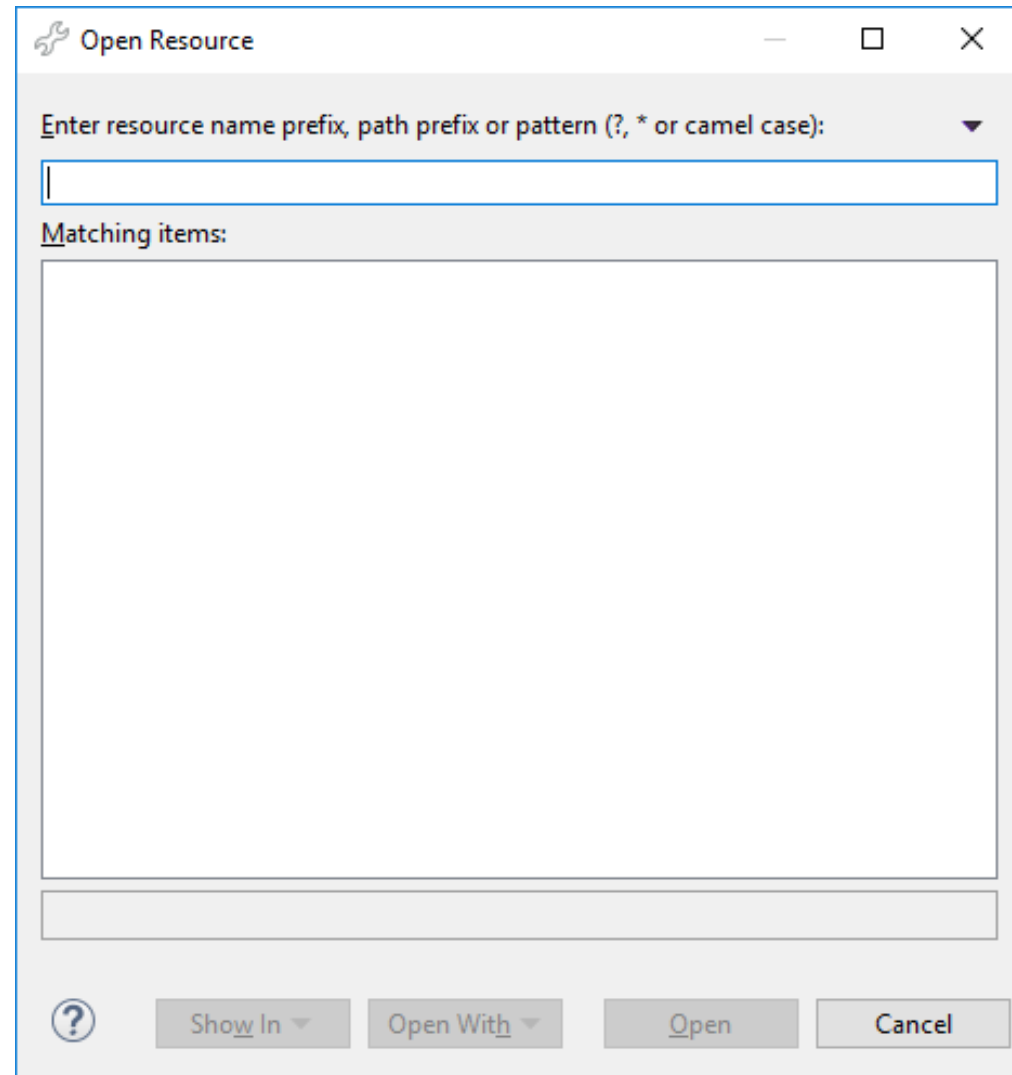 Open Resource
Enter resource name prefix, path prefix or pattern (?, * or camel case):
Matching items:
Show In
Open With
Open
Cancel